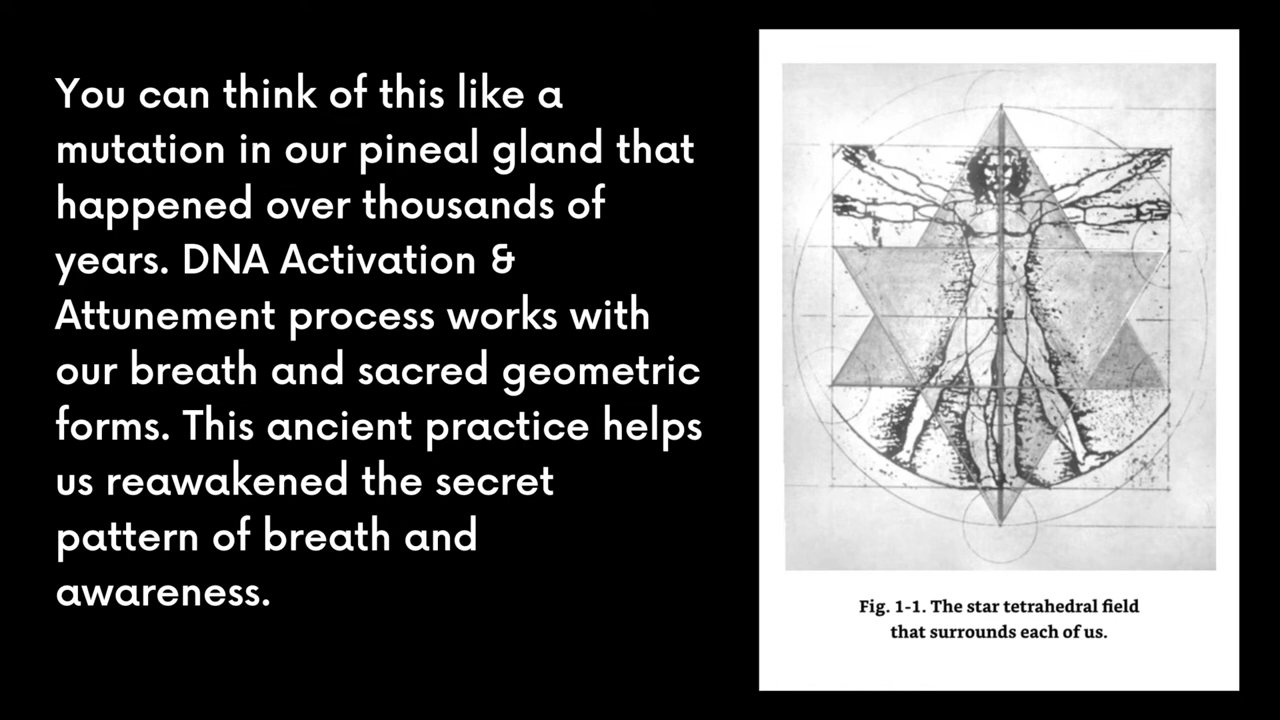 You can think of this like a
mutation in our pineal gland that
happened over thousands of
years. DNA Activation &
Attunement process works with
our breath and sacred geometric
forms. This ancient practice helps
us reawakened the secret
pattern of breath and
awareness.
Fig. 1-1. The star tetrahedral field
that surrounds each of us.